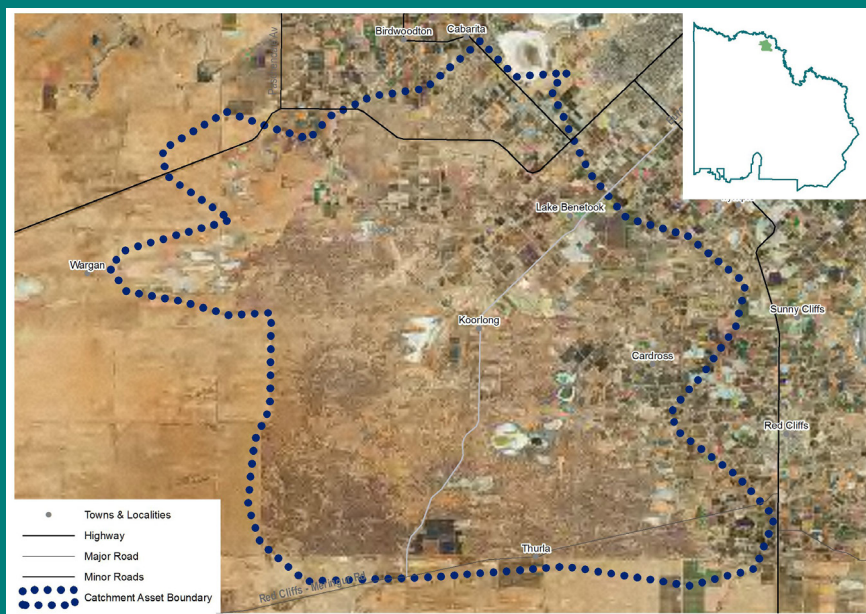 Birdwoodton
Cabarita
Lake Benetook
Wargan
Koorlong
Sunny Cliffs
Cardross
Red Cliffs
Thurla
Red Cliffs - Meringur Rd
Towns & Localities
Highway
Major Road
Minor Roads
Catchment Asset Boundary